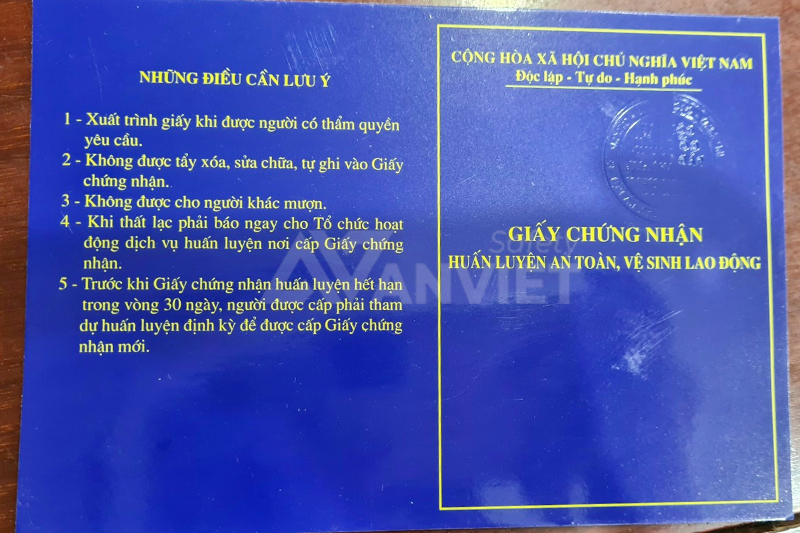 NHỮNG ĐIỀU CẦN LƯU Ý
1 - Xuất trình giấy khi được người có thẩm quyền
yêu cầu.
2 - Không được tẩy xóa, sửa chữa, tự ghi vào Giấy
chứng nhận.
3 - Không được cho người khác mượn.
4 - Khi thất lạc phải báo ngay cho Tổ chức hoạt
động dịch vụ huấn luyện nơi cấp Giấy chứng
nhận.
5 - Trước khi Giấy chứng nhận huấn luyện hết hạn
trong vòng 30 ngày, người được cấp phải tham
dự huấn luyện định kỳ để được cấp Giấy chứng
nhận mới.
CỘNG HÒA XÃ HỘI CHỦ NGHĨA VIỆT NAM
Độc lập - Tự do - Hạnh phúc
GIẤY CHỨNG NHẬN
HUẤN LUYỆN AN TOÀN, VỆ SINH LAO ĐỘNG
Safety
ANVIET